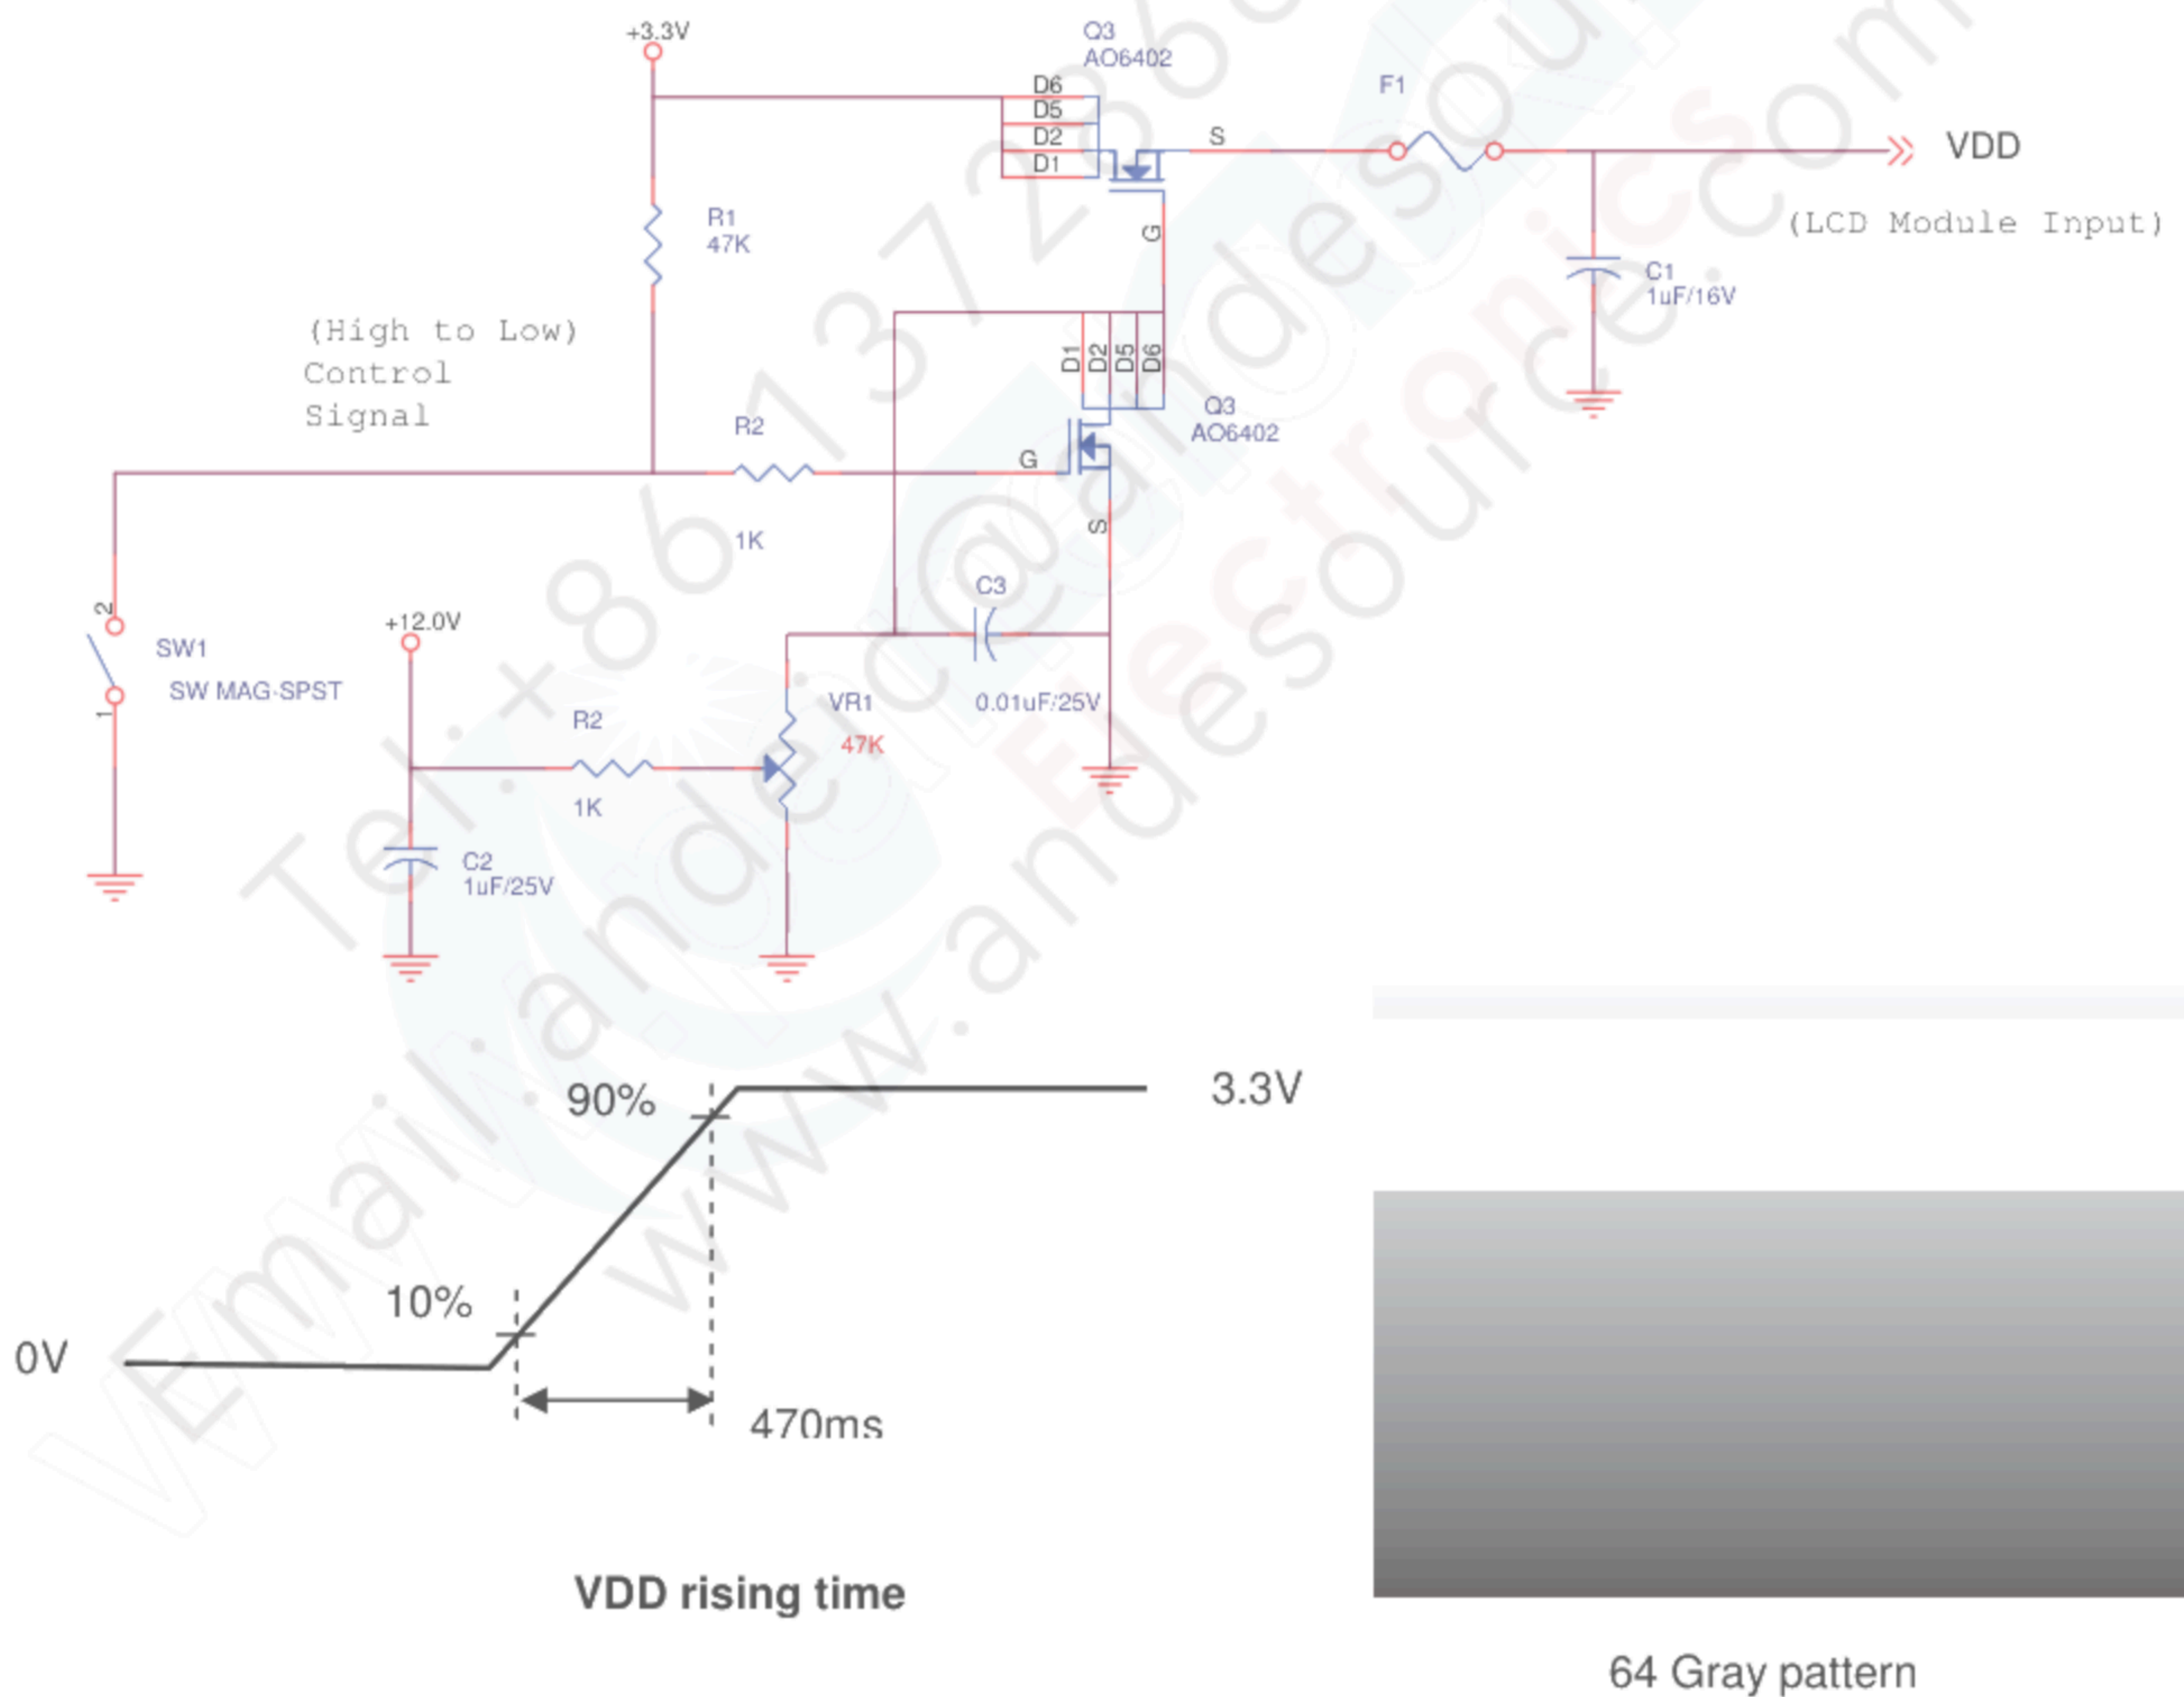 +3.3V
Q3
AO6402
D6
D5
D2
D1
S
G
F1
VDD
(LCD Module Input)
R1
47K
C1
1uF/16V
(High to Low)
Control
Signal
D1
D2
D5
D6
Q3
AO6402
R2
G
1K
S
C3
2
+12.0V
SW1
SW MAG-SPST
1
VR1
47K
0.01uF/25V
R2
1K
C2
1uF/25V
90%
3.3V
10%
0V
470ms
VDD rising time
64 Gray pattern
Electronics